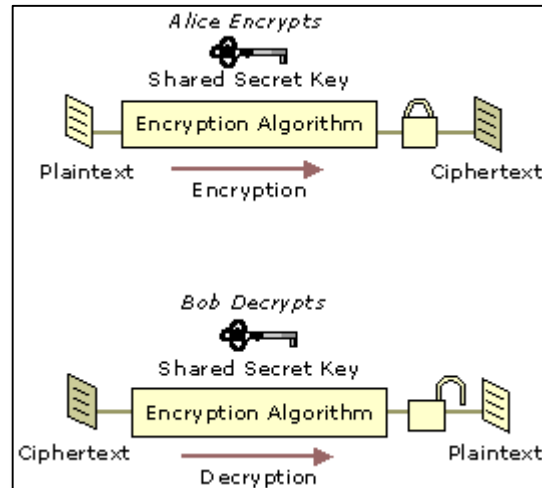 Alice Encrypts
Shared Secret Key
Encryption Algorithm
Plaintext
Ciphertext
Encryption
Bob Decrypts
Shared Secret Key
Encryption Algorithm
Ciphertext
Plaintext
Decryption